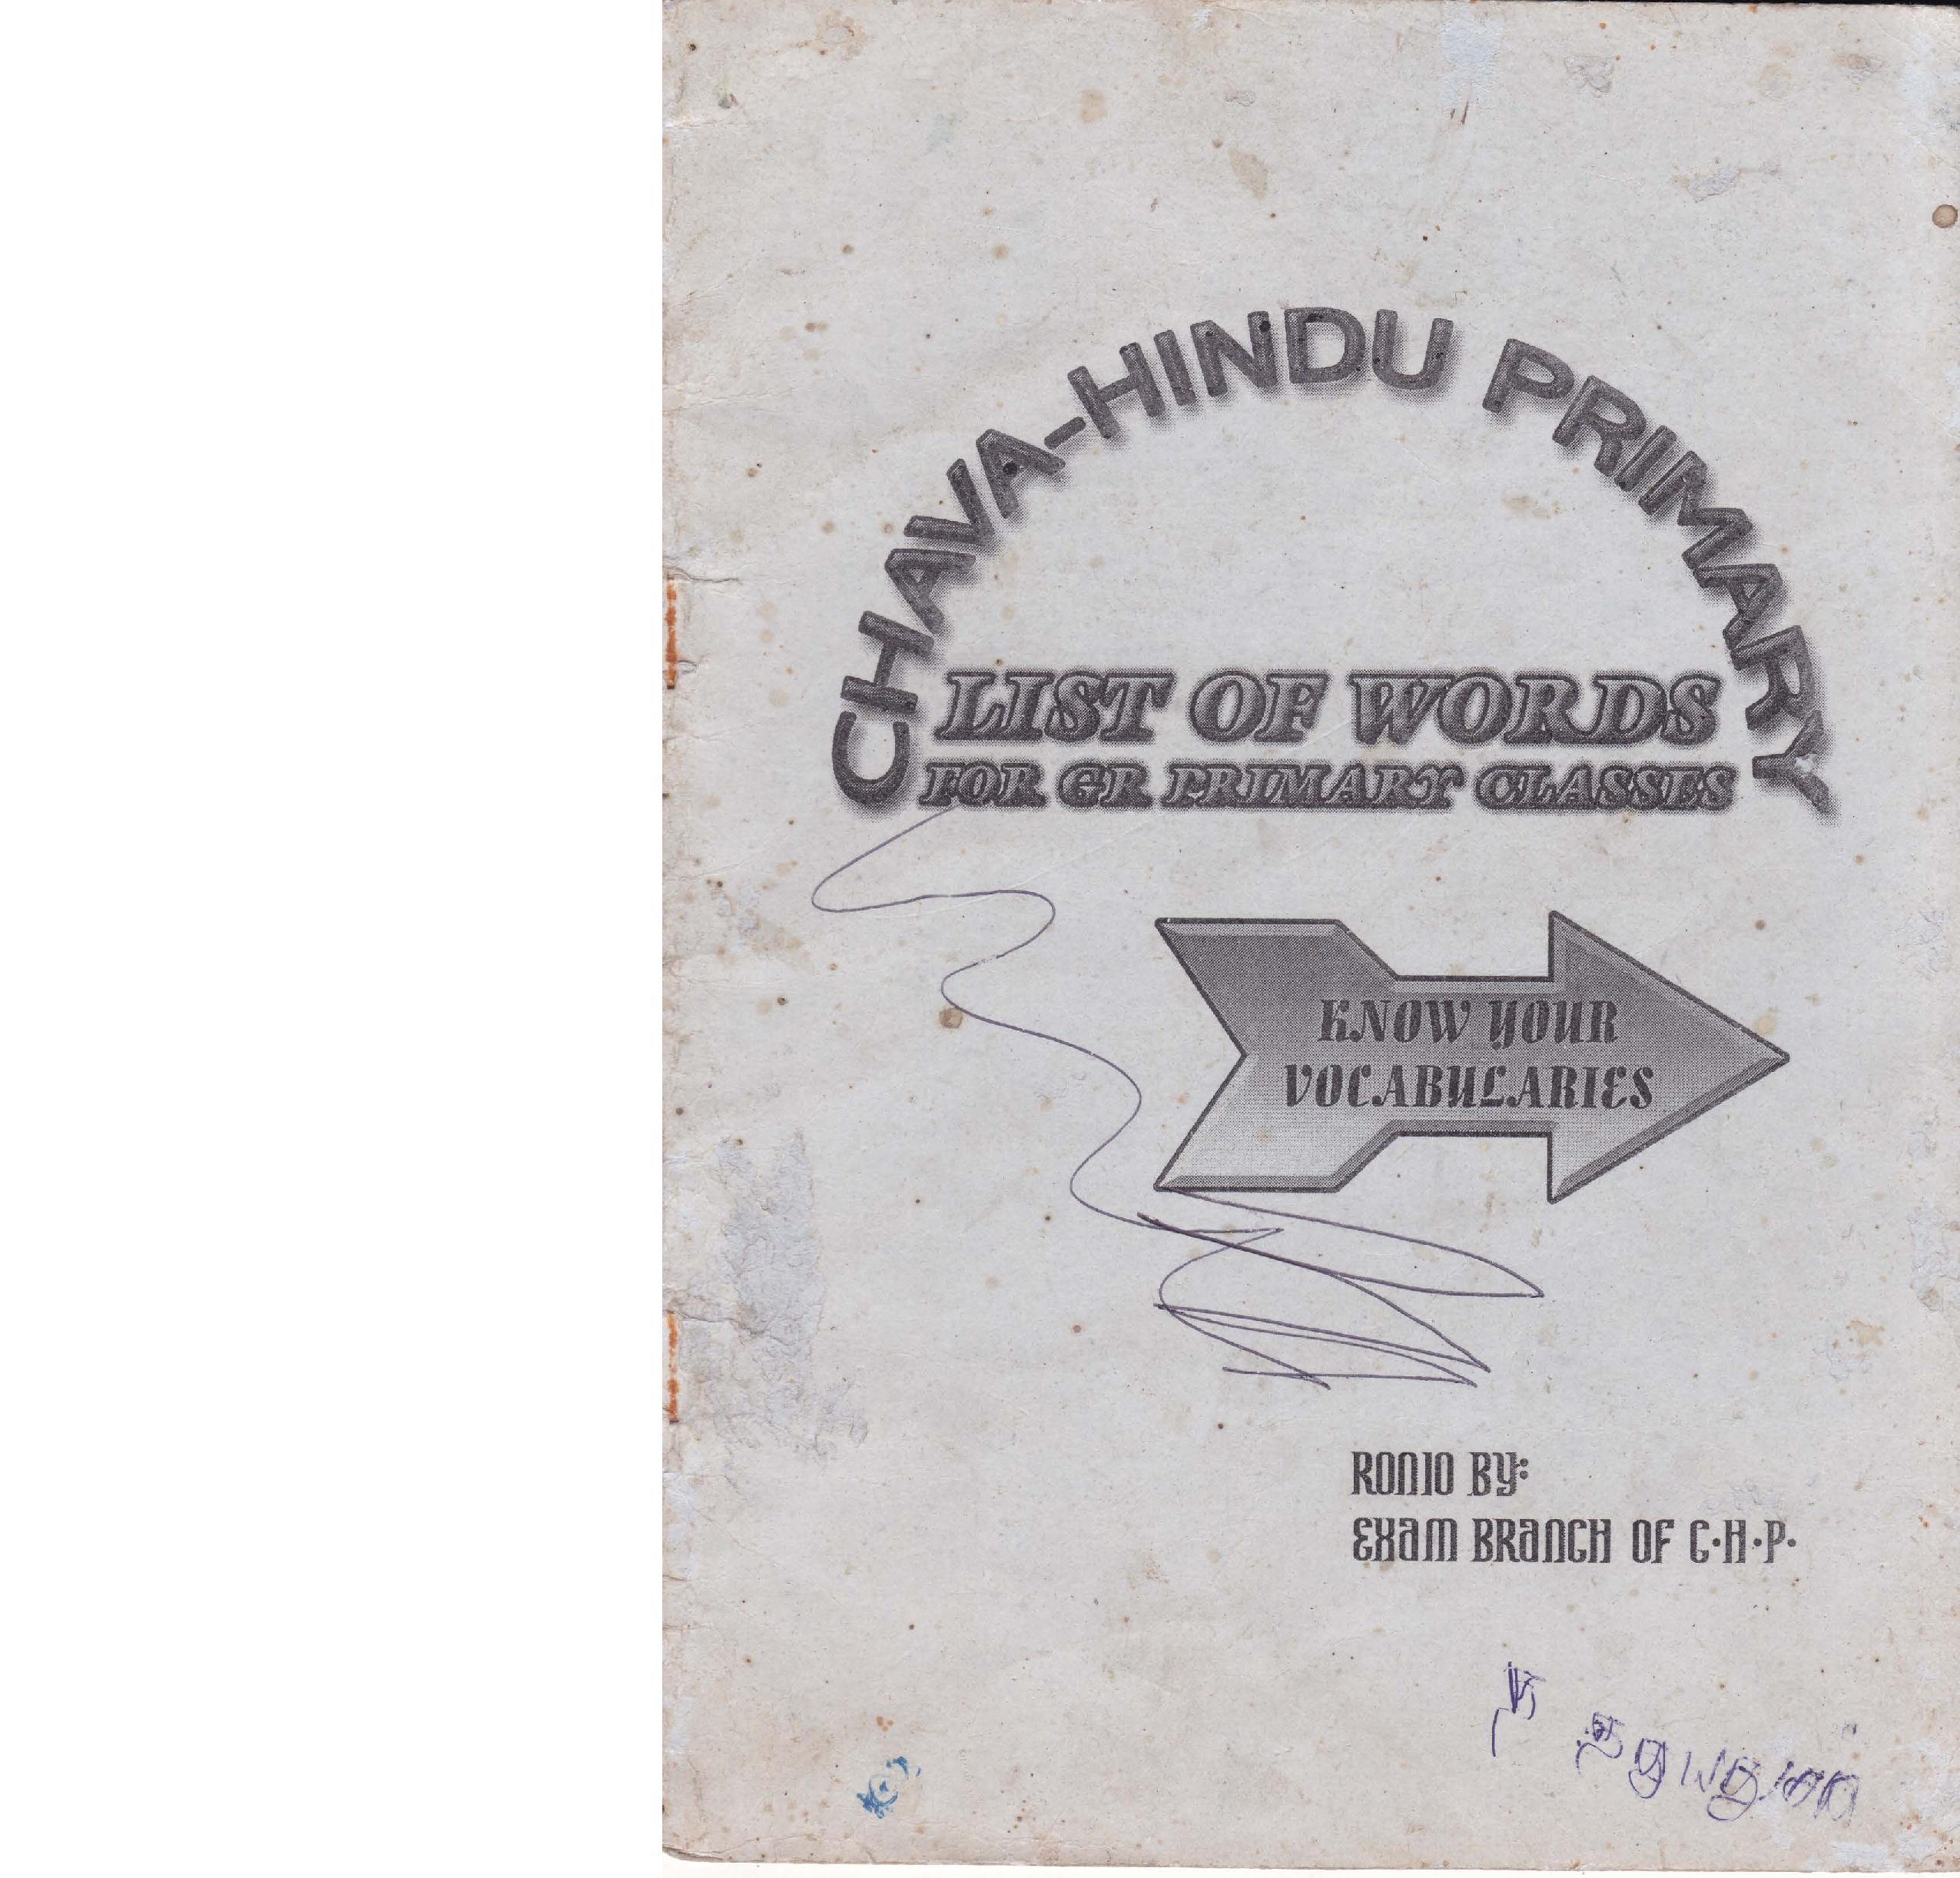 CHAVA-HINDU PRIMARY
LIST OF WORDS
FOR GR PRIMARY CLASSES
KNOW YOUR
VOCABULARIES
RONIO BY:
EXAM BRANCH OF C.H.P.